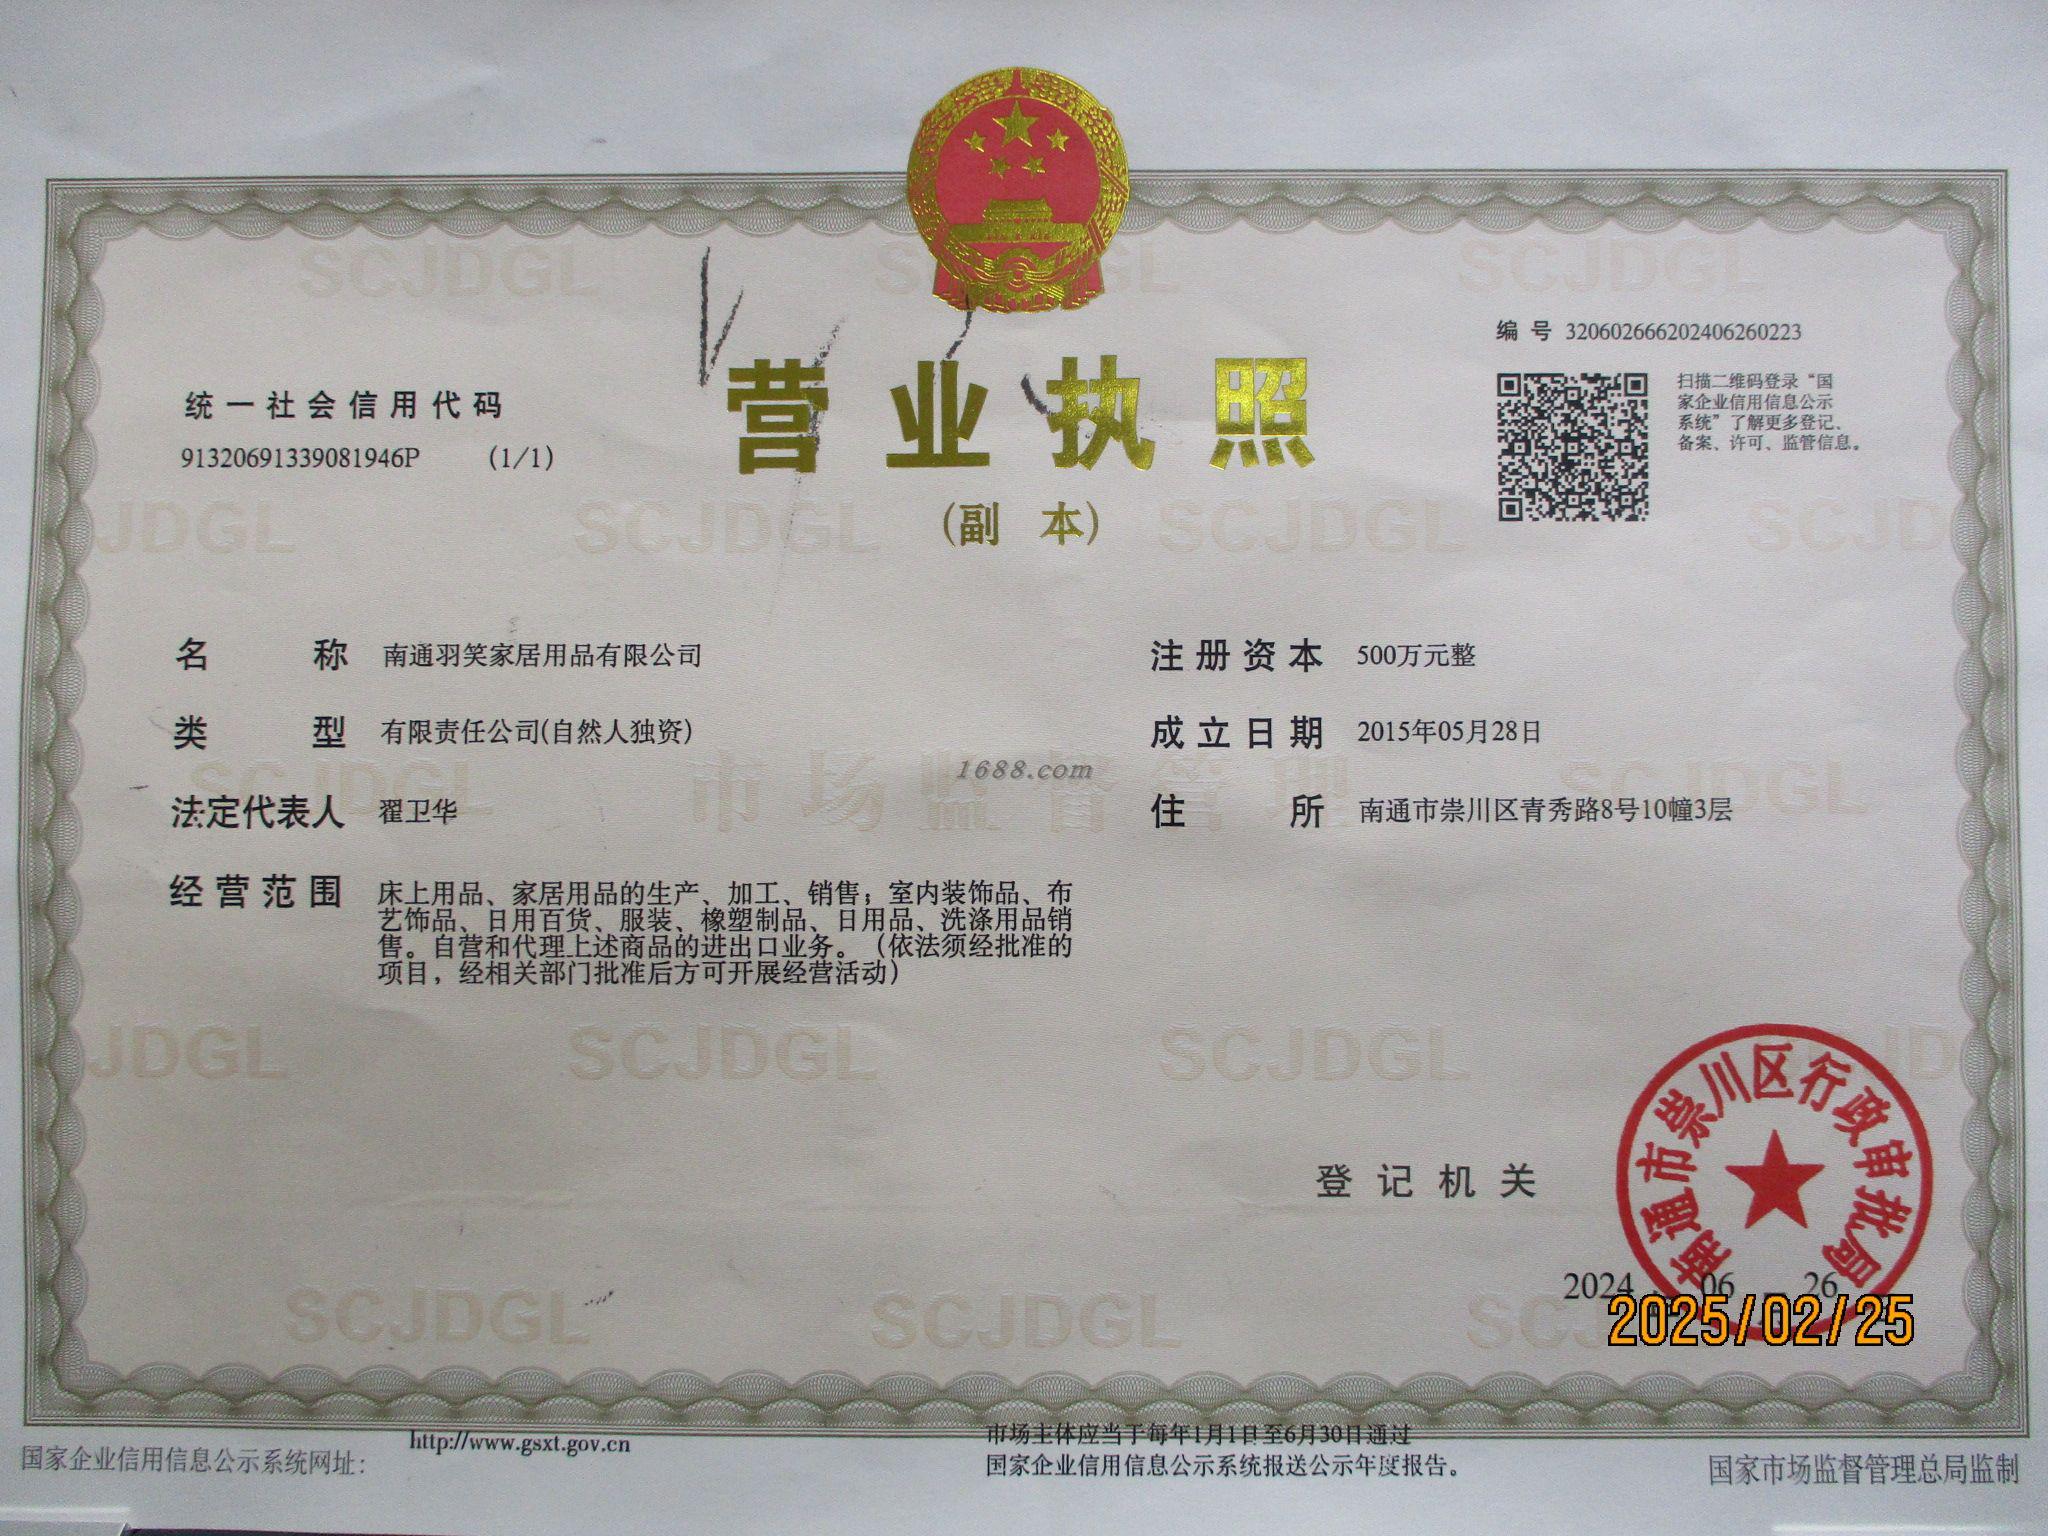 编 号 320602666202406260223
统一社会信用代码
91320691339081946P (1/1)
营业执照
(副 本)
扫描二维码登录“国
家企业信用信息公示
系统”了解更多登记、
备案、许可、监管信息。
名 称 南通羽笑家居用品有限公司
类 型 有限责任公司(自然人独资)
法定代表人 翟卫华
经营范围 床上用品、家居用品的生产、加工、销售；室内装饰品、布
艺饰品、日用百货、服装、橡塑制品、日用品、洗涤用品销
售。自营和代理上述商品的进出口业务。（依法须经批准的
项目，经相关部门批准后方可开展经营活动）
注册资本 500万元整
成立日期 2015年05月28日
住 所 南通市崇川区青秀路8号10幢3层
SCJDGL
市场监督管理
1688.com
登记机关
南通市崇川区行政审批局
2024 06 26
2025/02/25
国家企业信用信息公示系统网址：
http://www.gsxt.gov.cn
市场主体应当于每年1月1日至6月30日通过
国家企业信用信息公示系统报送公示年度报告。
国家市场监督管理总局监制